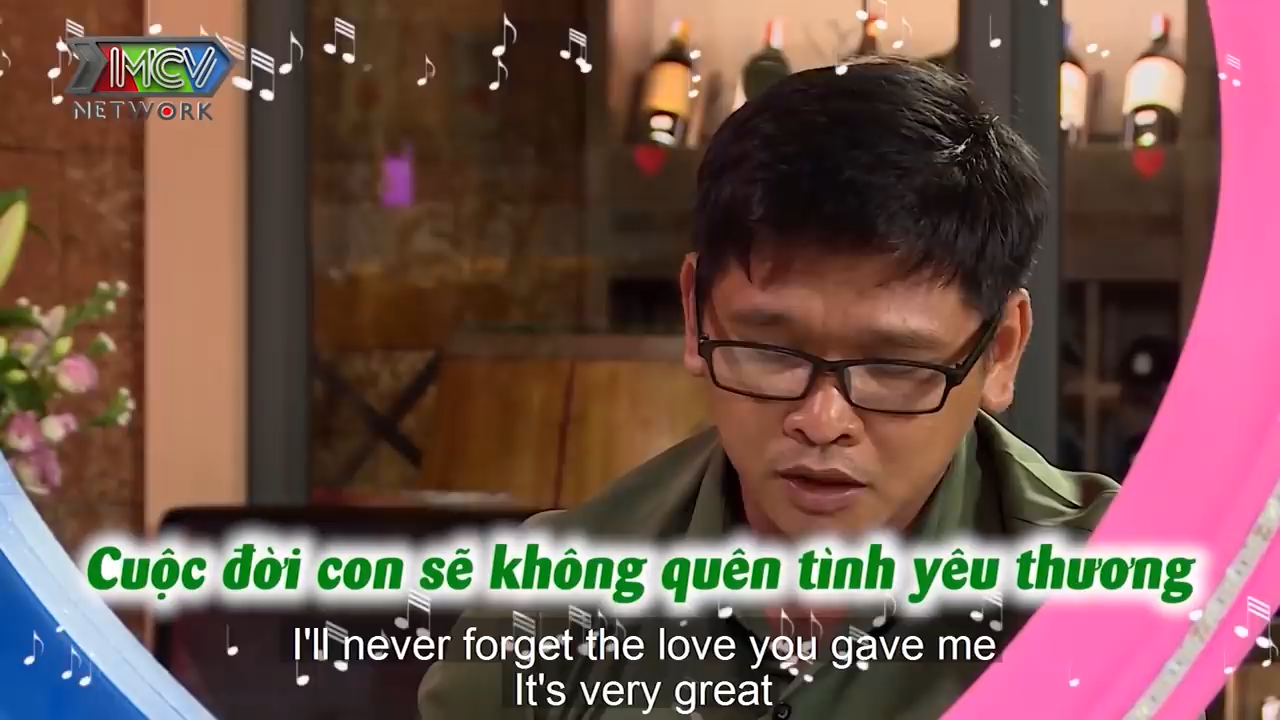 MCV
NETWORK
Cuộc đời con sẽ không quên tình yêu thương
I'll never forget the love you gave me
It's very great